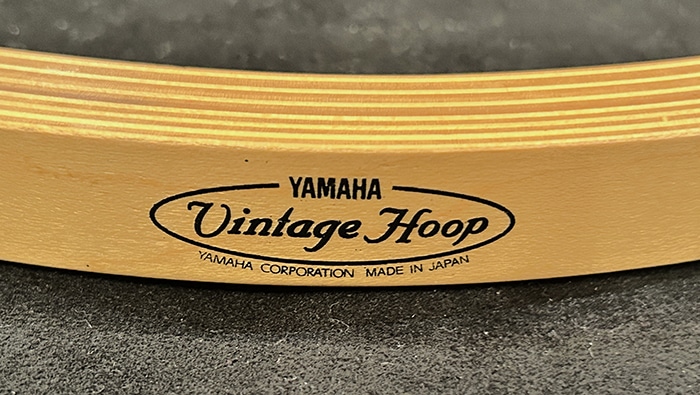 YAMAHA
Vintage Hoop
YAMAHA CORPORATION MADE IN JAPAN